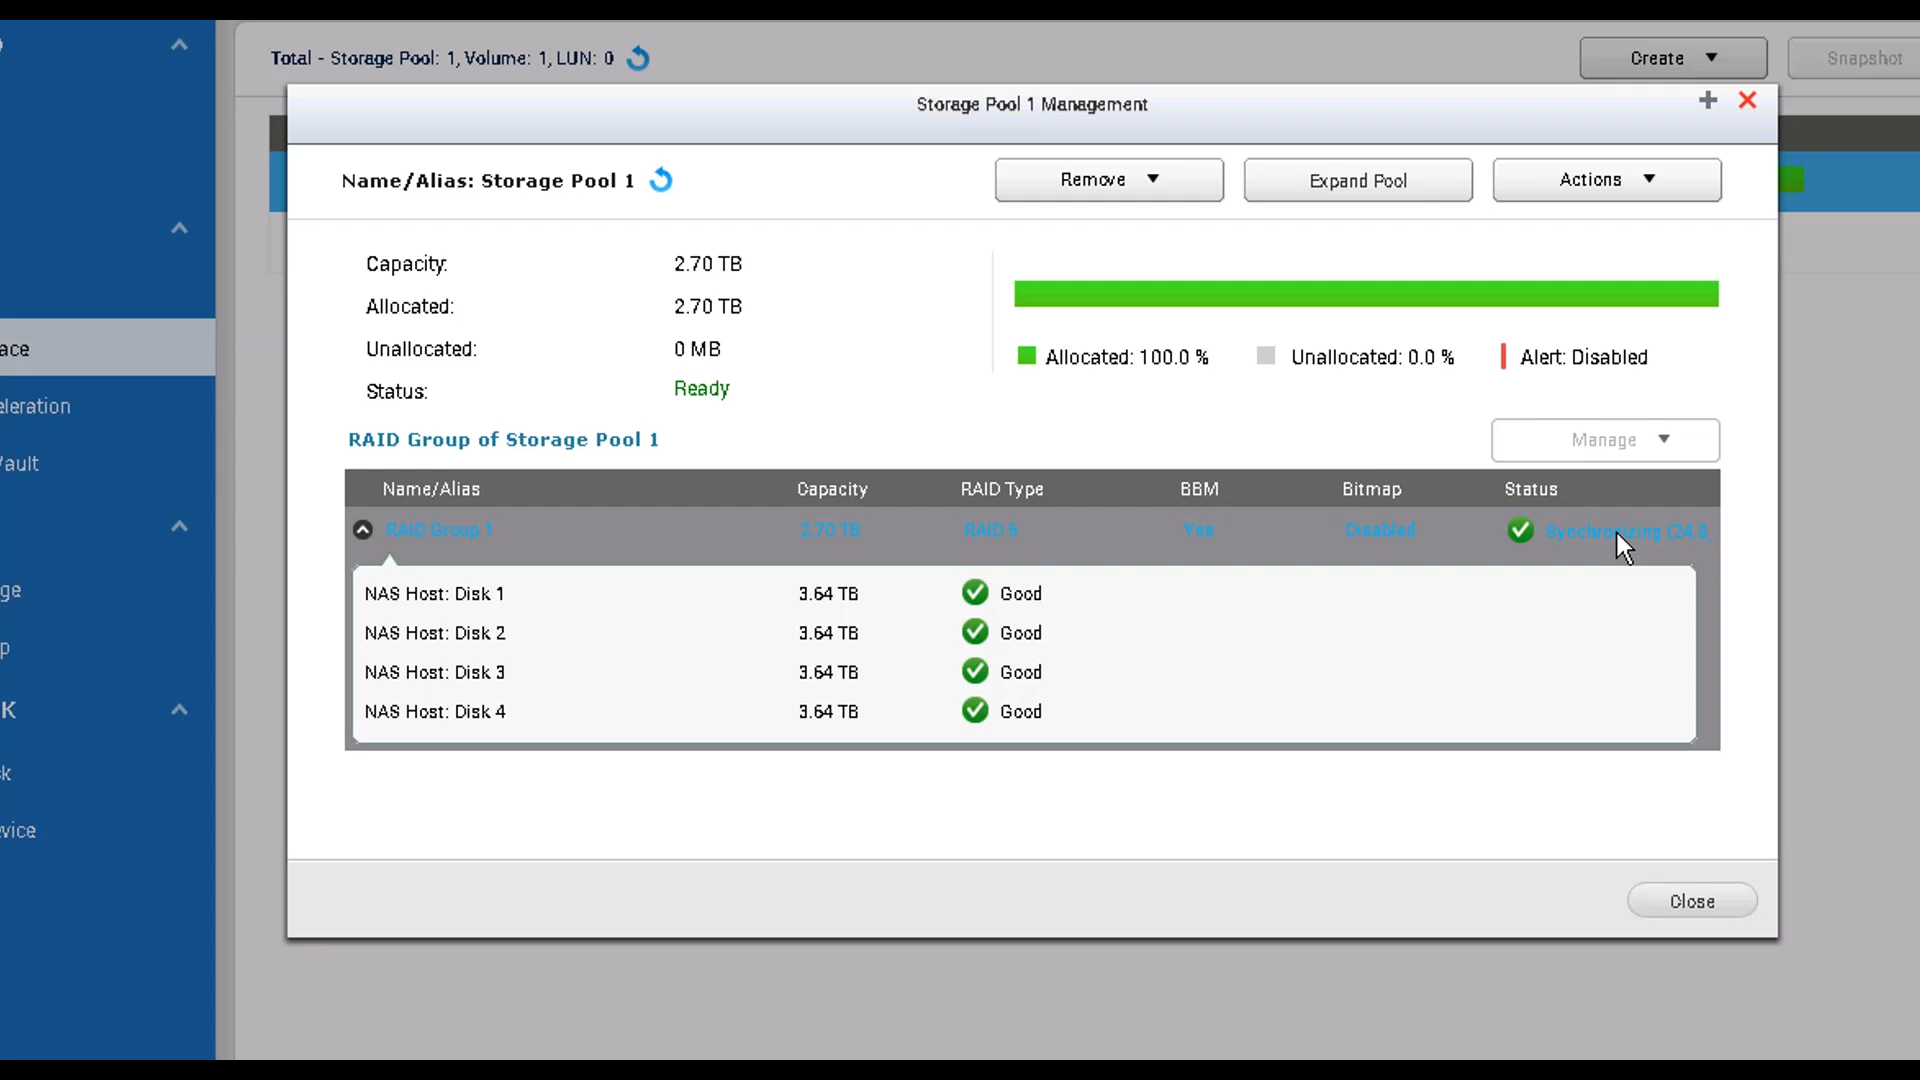 Total - Storage Pool: 1, Volume: 1, LUN: 0
Create
Snapshot
Storage Pool 1 Management
Name/Alias: Storage Pool 1
Remove
Expand Pool
Actions
Capacity: 2.70 TB
Allocated: 2.70 TB
Unallocated: 0 MB
Status: Ready
Allocated: 100.0 %
Unallocated: 0.0 %
Alert: Disabled
RAID Group of Storage Pool 1
Manage
Name/Alias Capacity RAID Type BBM Bitmap Status
RAID Group 1 2.70 TB RAID 5 Yes Disabled Synchronizing (24.8
NAS Host: Disk 1 3.64 TB Good
NAS Host: Disk 2 3.64 TB Good
NAS Host: Disk 3 3.64 TB Good
NAS Host: Disk 4 3.64 TB Good
Close
ace
eleration
Vault
ge
p
K
k
evice